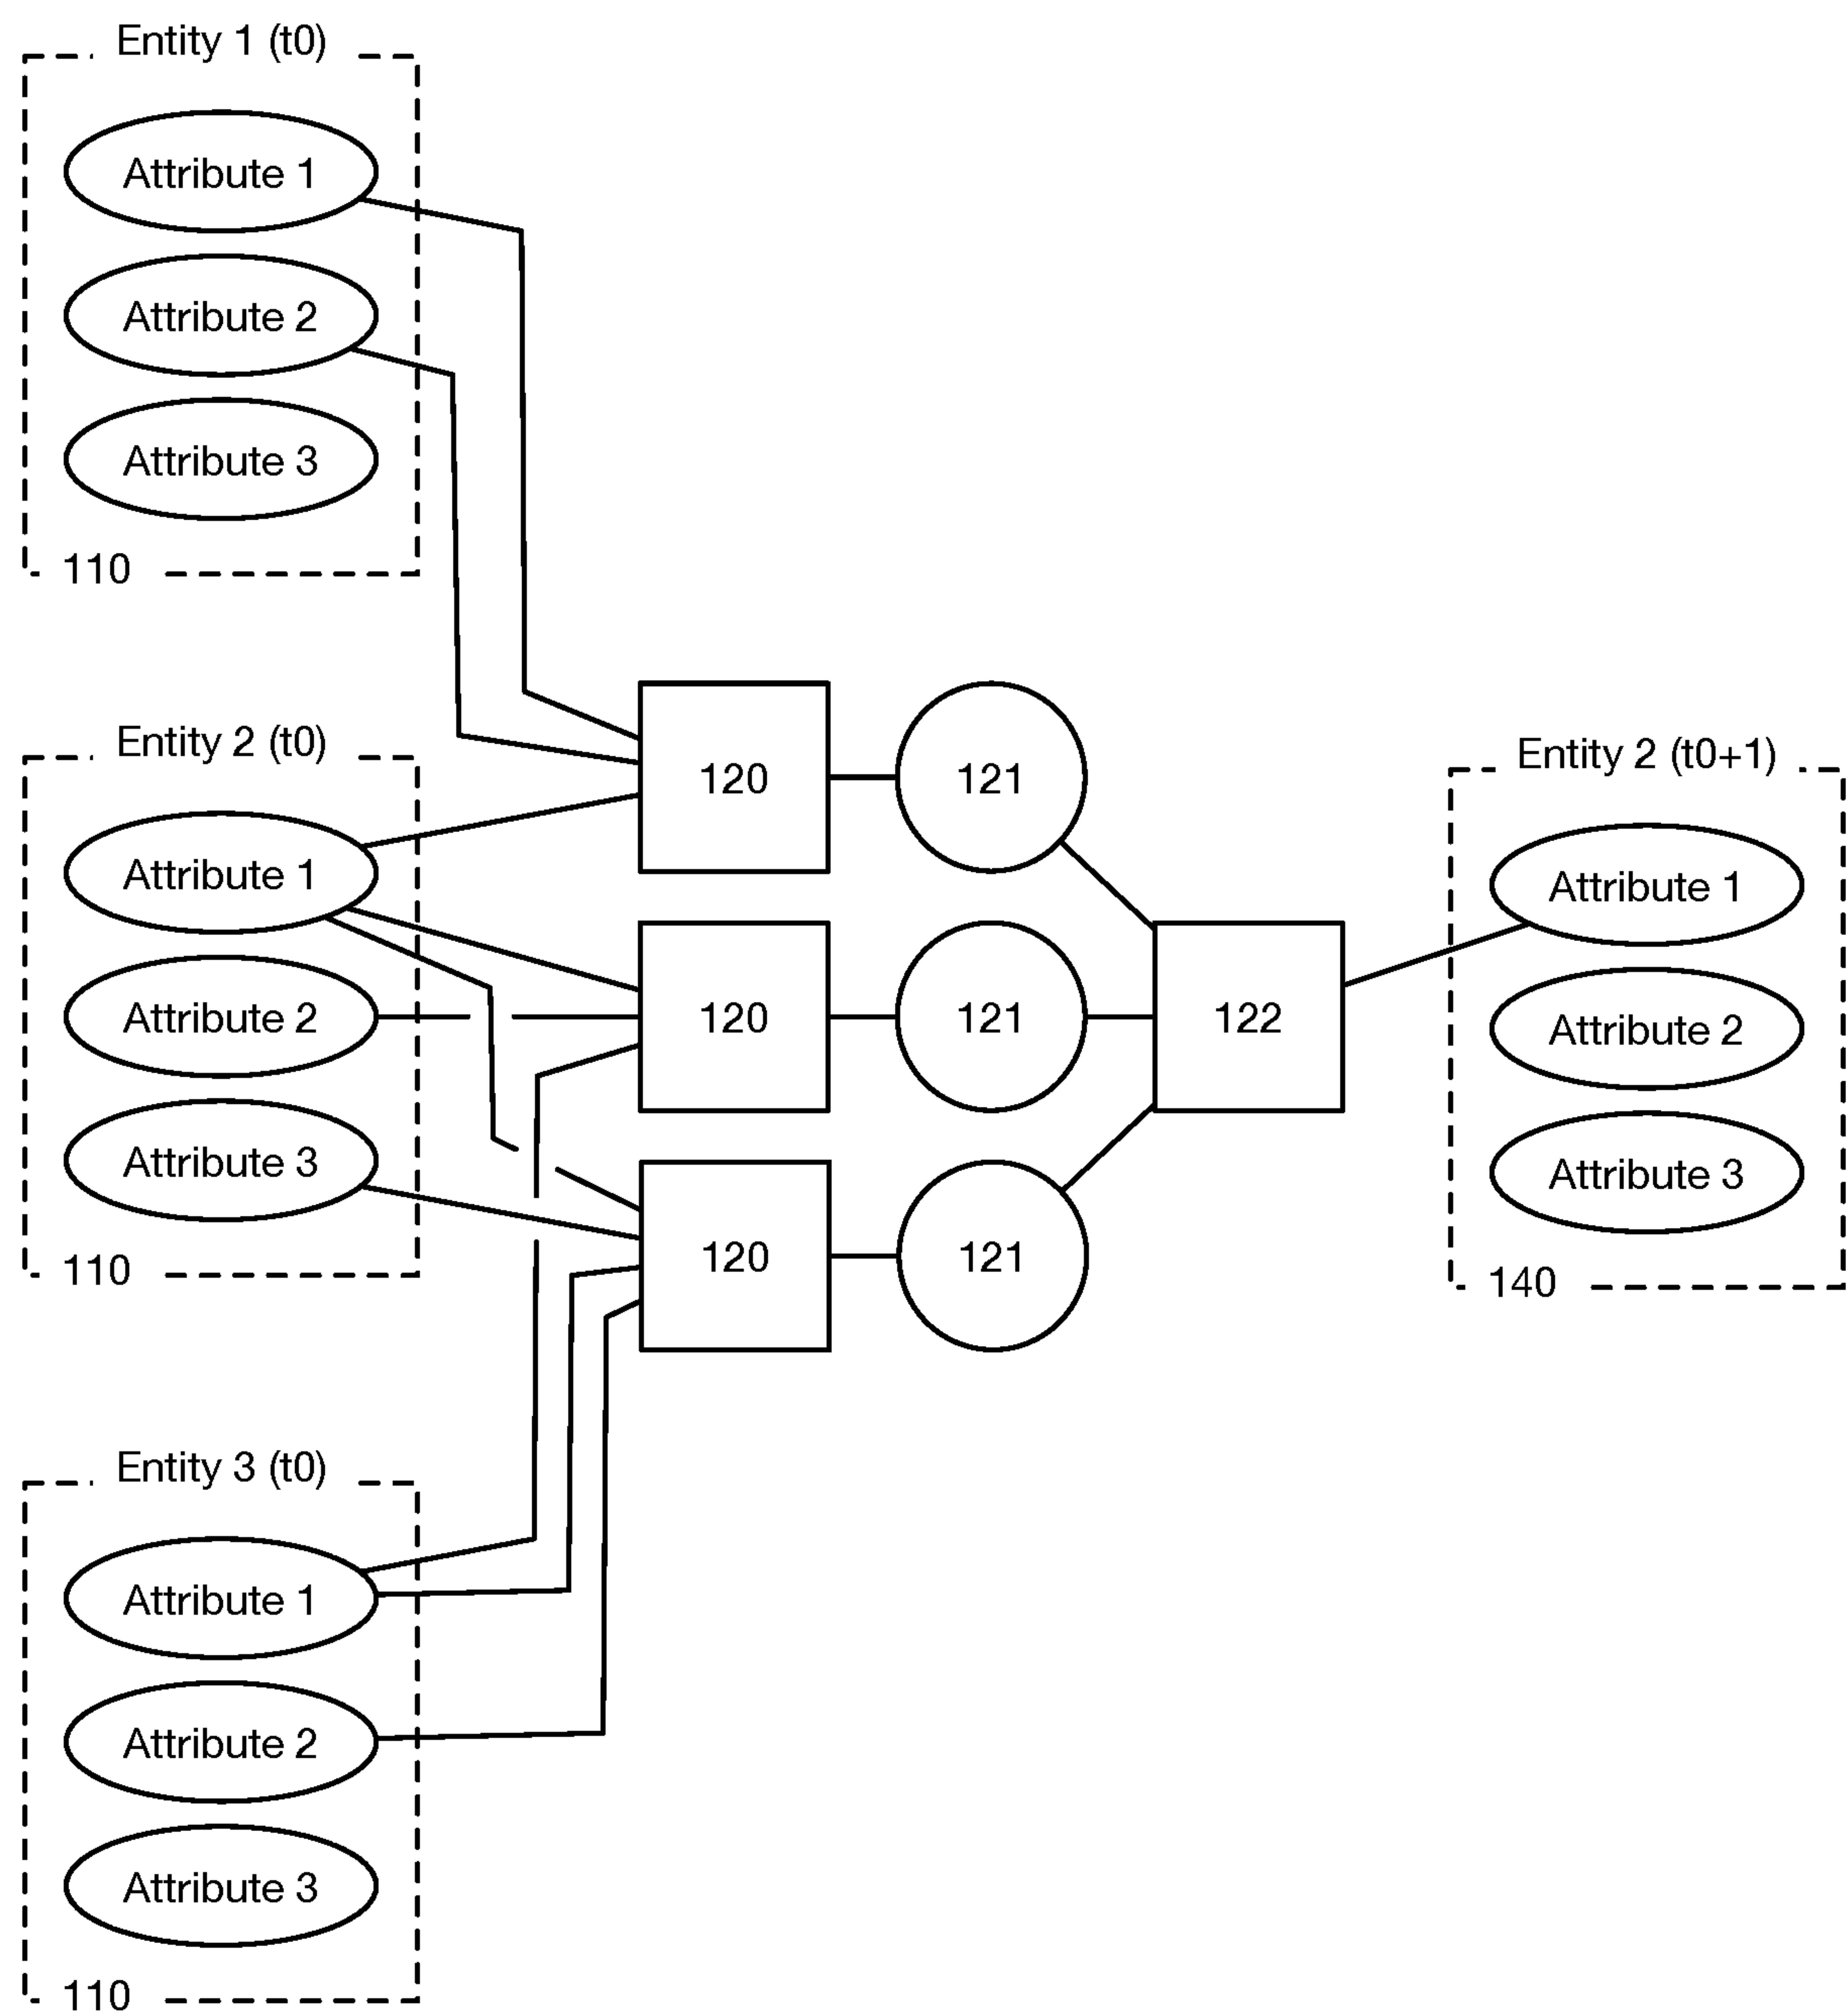 Entity 1 (t0)
Attribute 1
Attribute 2
Attribute 3
110
Entity 2 (t0)
Attribute 1
Attribute 2
Attribute 3
110
Entity 3 (t0)
Attribute 1
Attribute 2
Attribute 3
110
120
121
120
121
122
120
121
Entity 2 (t0+1)
Attribute 1
Attribute 2
Attribute 3
140